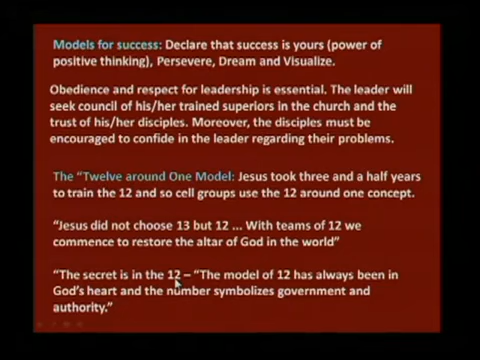 Models for success: Declare that success is yours (power of
positive thinking), Persevere, Dream and Visualize.
Obedience and respect for leadership is essential. The leader will
seek council of his/her trained superiors in the church and the
trust of his/her disciples. Moreover, the disciples must be
encouraged to confide in the leader regarding their problems.
The "Twelve around One Model: Jesus took three and a half years
to train the 12 and so cell groups use the 12 around one concept.
"Jesus did not choose 13 but 12 ... With teams of 12 we
commence to restore the altar of God in the world"
"The secret is in the 12 – "The model of 12 has always been in
God's heart and the number symbolizes government and
authority."